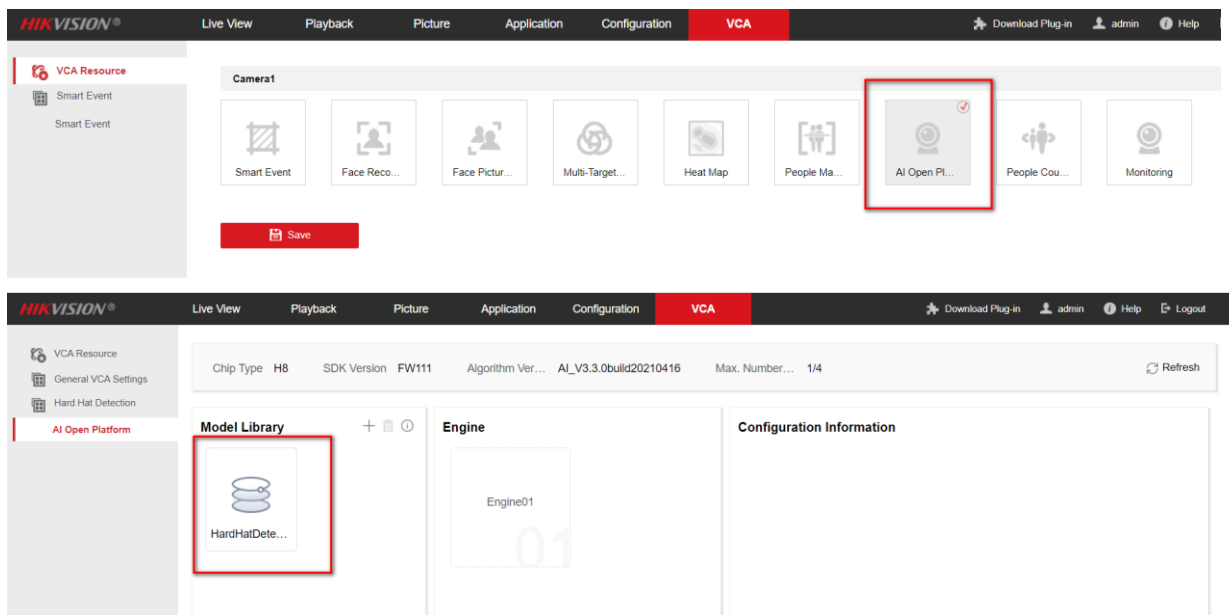 HIKVISION® Live View Playback Picture Application Configuration VCA Download Plug-in admin Help
VCA Resource
Smart Event
Smart Event
Camera1
Smart Event Face Reco... Face Pictur... Multi-Target... Heat Map People Ma... AI Open Pl... People Cou... Monitoring
Save
HIKVISION® Live View Playback Picture Application Configuration VCA Download Plug-in admin Help Logout
VCA Resource
General VCA Settings
Hard Hat Detection
AI Open Platform
Chip Type H8 SDK Version FW111 Algorithm Ver... AI_V3.3.0build20210416 Max. Number... 1/4 Refresh
Model Library Engine Configuration Information
HardHatDete...
Engine01
01